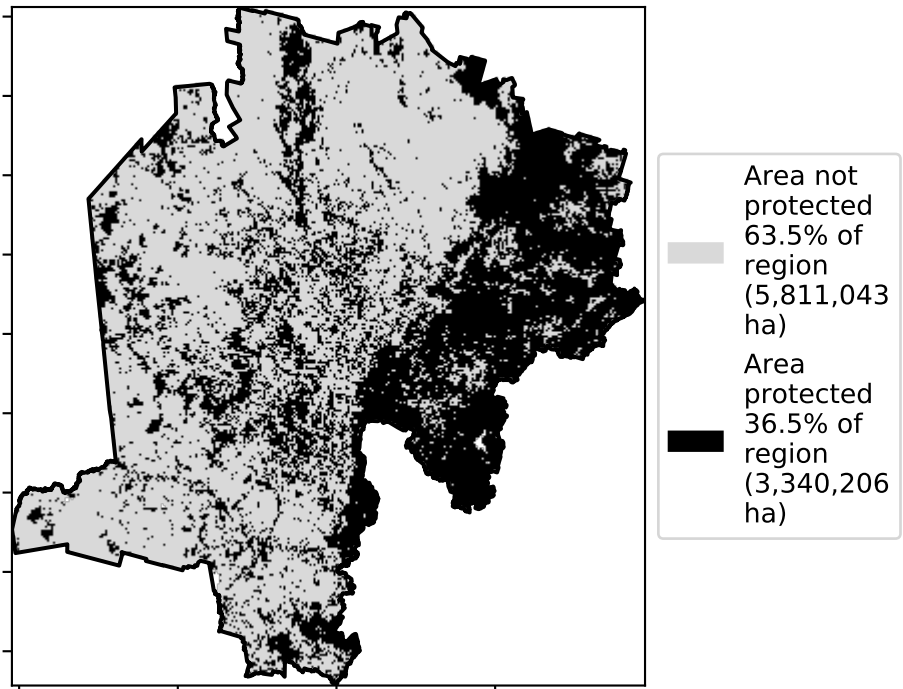 Area not
protected
63.5% of
region
(5,811,043
ha)
Area
protected
36.5% of
region
(3,340,206
ha)